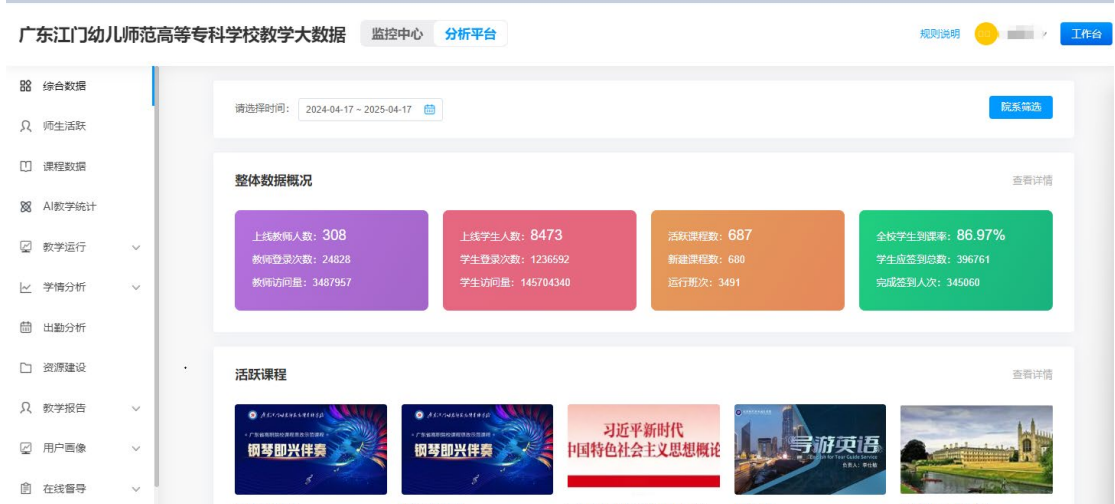 广东江门幼儿师范高等专科学校教学大数据 监控中心 分析平台
规则说明
工作台
综合数据
师生活跃
课程数据
AI教学统计
教学运行
学情分析
出勤分析
资源建设
教学报告
用户画像
在线督导
请选择时间: 2024-04-17 ~ 2025-04-17
院系筛选
整体数据概况
查看详情
上线教师人数: 308
教师登录次数: 24828
教师访问量: 3487957
上线学生人数: 8473
学生登录次数: 1236592
学生访问量: 145704340
活跃课程数: 687
新建课程数: 680
运行班次: 3491
全校学生到课率: 86.97%
学生应签到总数: 396761
完成签到人次: 345060
活跃课程
查看详情
钢琴即兴伴奏
钢琴即兴伴奏
习近平新时代
中国特色社会主义思想概论
导游英语